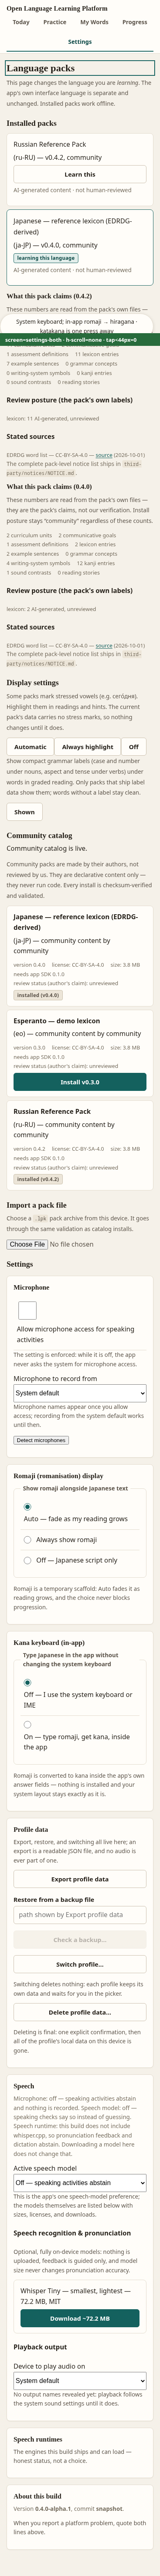 Open Language Learning Platform
Today Practice My Words Progress
Settings
Language packs
This page changes the language you are learning. The app's
own interface language is separate and
unchanged. Installed packs work offline.
Installed packs
Russian Reference Pack
(ru-RU) — v0.4.2, community
Learn this
AI-generated content · not human-reviewed
Japanese — reference lexicon (EDRDG-
derived)
(ja-JP) — v0.4.0, community
learning this language
AI-generated content · not human-reviewed
What this pack claims (0.4.2)
These numbers are read from the pack's own files —
System keyboard; in-app romaji → hiragana ·
katakana is one press away
screen=settings-both · h-scroll=none · tap<44px=0
1 assessment definitions 11 lexicon entries
7 example sentences 0 grammar concepts
0 writing-system symbols 0 kanji entries
0 sound contrasts 0 reading stories
Review posture (the pack's own labels)
lexicon: 11 AI-generated, unreviewed
Stated sources
EDRDG word list — CC-BY-SA-4.0 — source (2026-10-01)
The complete pack-level notice list ships in third-
party/notices/NOTICE.md.
What this pack claims (0.4.0)
These numbers are read from the pack's own files —
they are the pack's claims, not our verification. Install
posture stays “community” regardless of these counts.
2 curriculum units 2 communicative goals
1 assessment definitions 2 lexicon entries
2 example sentences 0 grammar concepts
4 writing-system symbols 12 kanji entries
1 sound contrasts 0 reading stories
Review posture (the pack's own labels)
lexicon: 2 AI-generated, unreviewed
Stated sources
EDRDG word list — CC-BY-SA-4.0 — source (2026-10-01)
The complete pack-level notice list ships in third-
party/notices/NOTICE.md.
Display settings
Some packs mark stressed vowels (e.g. сего́дня).
Highlight them in readings and hints. The current
pack's data carries no stress marks, so nothing
changes until it does.
Automatic Always highlight Off
Show compact grammar labels (case and number
under nouns, aspect and tense under verbs) under
words in graded reading. Only packs that ship label
data show them; words without a label stay clean.
Shown
Community catalog
Community catalog is live.
Community packs are made by their authors, not
reviewed by us. They are declarative content only —
they never run code. Every install is checksum-verified
and validated.
Japanese — reference lexicon (EDRDG-
derived)
(ja-JP) — community content by
community
version 0.4.0 license: CC-BY-SA-4.0 size: 3.8 MB
needs app SDK 0.1.0
review status (author's claim): unreviewed
installed (v0.4.0)
Esperanto — demo lexicon
(eo) — community content by community
version 0.3.0 license: CC-BY-SA-4.0 size: 3.8 MB
needs app SDK 0.1.0
review status (author's claim): unreviewed
Install v0.3.0
Russian Reference Pack
(ru-RU) — community content by
community
version 0.4.2 license: CC-BY-SA-4.0 size: 3.8 MB
needs app SDK 0.1.0
review status (author's claim): unreviewed
installed (v0.4.2)
Import a pack file
Choose a .lpk pack archive from this device. It goes
through the same validation as catalog installs.
Choose File No file chosen
Settings
Microphone
Allow microphone access for speaking
activities
The setting is enforced: while it is off, the app
never asks the system for microphone access.
Microphone to record from
System default
Microphone names appear once you allow
access; recording from the system default works
until then.
Detect microphones
Romaji (romanisation) display
Show romaji alongside Japanese text
Auto — fade as my reading grows
Always show romaji
Off — Japanese script only
Romaji is a temporary scaffold: Auto fades it as
reading grows, and the choice never blocks
progression.
Kana keyboard (in-app)
Type Japanese in the app without
changing the system keyboard
Off — I use the system keyboard or
IME
On — type romaji, get kana, inside
the app
Romaji is converted to kana inside the app's own
answer fields — nothing is installed and your
system layout stays exactly as it is.
Profile data
Export, restore, and switching all live here; an
export is a readable JSON file, and no audio is
ever part of one.
Export profile data
Restore from a backup file
path shown by Export profile data
Check a backup…
Switch profile…
Switching deletes nothing: each profile keeps its
own data and waits for you in the picker.
Delete profile data…
Deleting is final: one explicit confirmation, then
all of the profile's local data on this device is
gone.
Speech
Microphone: off — speaking activities abstain
and nothing is recorded. Speech model: off —
speaking checks say so instead of guessing.
Speech runtime: this build does not include
whisper.cpp, so pronunciation feedback and
dictation abstain. Downloading a model here
does not change that.
Active speech model
Off — speaking activities abstain
This is the app's one speech-model preference;
the models themselves are listed below with
sizes, licenses, and downloads.
Speech recognition & pronunciation
Optional, fully on-device models: nothing is
uploaded, feedback is guided only, and model
size never changes pronunciation accuracy.
Whisper Tiny — smallest, lightest —
72.2 MB, MIT
Download ~72.2 MB
Playback output
Device to play audio on
System default
No output names revealed yet: playback follows
the system sound settings until it does.
Speech runtimes
The engines this build ships and can load —
honest status, not a choice.
About this build
Version 0.4.0-alpha.1, commit snapshot.
When you report a platform problem, quote both
lines above.